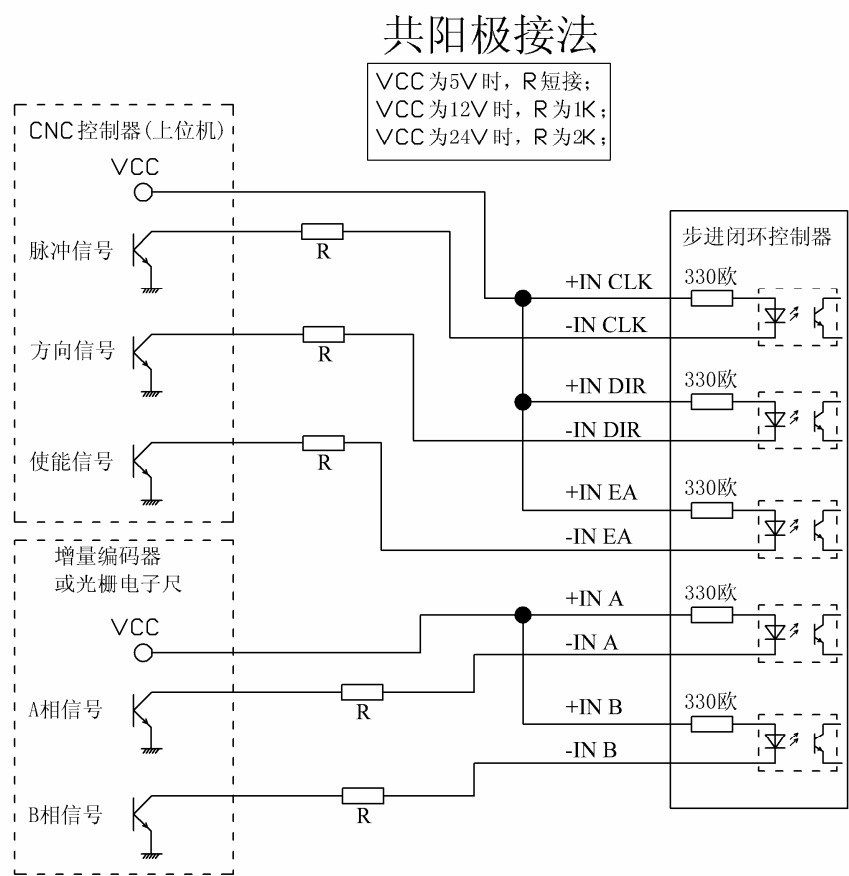 共阳极接法
VCC为5V时，R短接；
VCC为12V时，R为1K；
VCC为24V时，R为2K；
CNC控制器(上位机)
VCC
脉冲信号
R
方向信号
R
使能信号
R
步进闭环控制器
+IN CLK
330欧
-IN CLK
+IN DIR
330欧
-IN DIR
+IN EA
330欧
-IN EA
增量编码器
或光栅电子尺
VCC
A相信号
R
B相信号
R
+IN A
330欧
-IN A
+IN B
330欧
-IN B